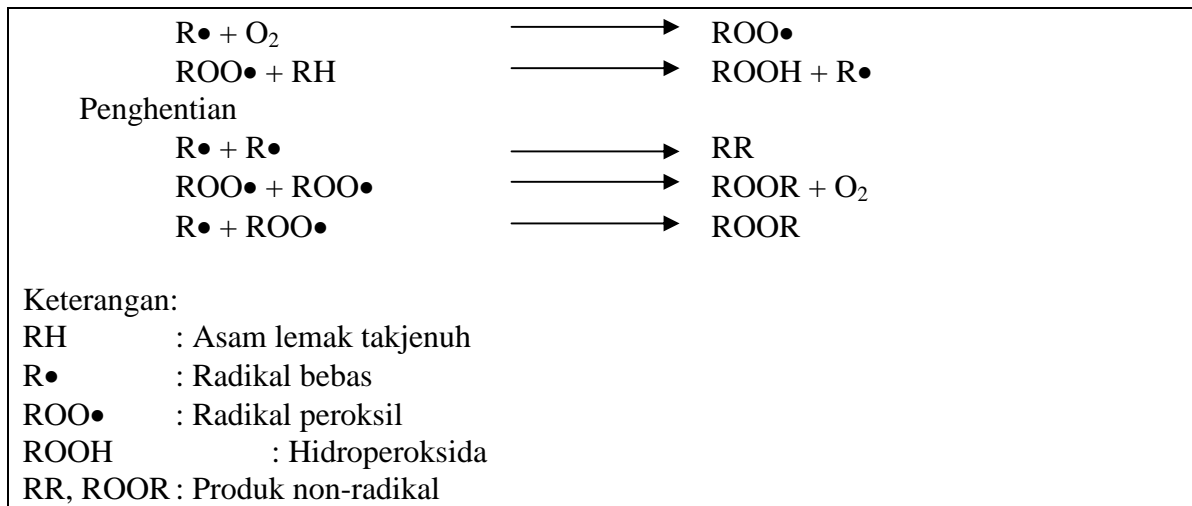 R● + O₂ ⟶ ROO●
ROO● + RH ⟶ ROOH + R●
Penghentian
R● + R● ⟶ RR
ROO● + ROO● ⟶ ROOR + O₂
R● + ROO● ⟶ ROOR
Keterangan:
RH : Asam lemak takjenuh
R● : Radikal bebas
ROO● : Radikal peroksil
ROOH : Hidroperoksida
RR, ROOR : Produk non-radikal